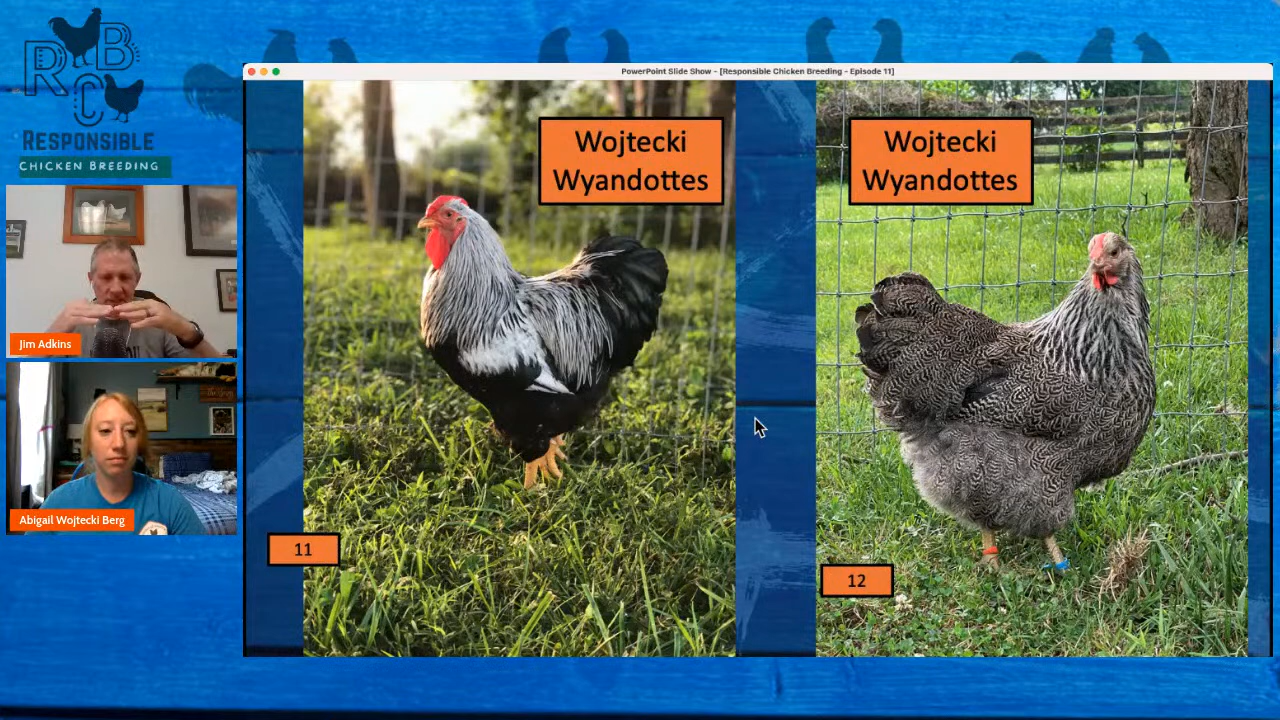 RBC
RESPONSIBLE
CHICKEN BREEDING
PowerPoint Slide Show - [Responsible Chicken Breeding - Episode 11]
Wojtecki
Wyandottes
Wojtecki
Wyandottes
Jim Adkins
Abigail Wojtecki Berg
11
12